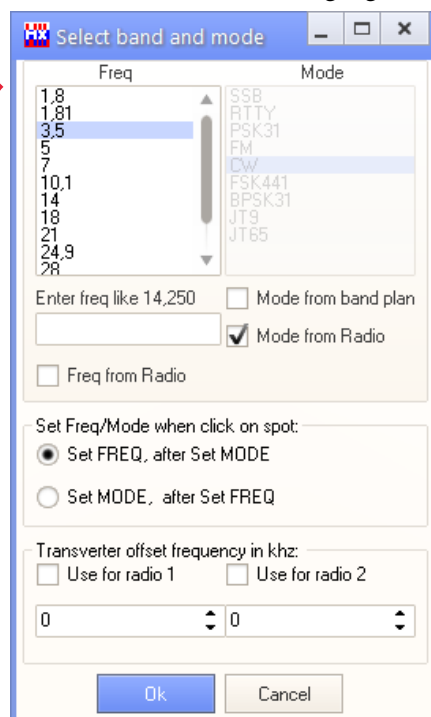 HX Select band and mode
Freq Mode
1,8 SSB
1,81 RTTY
3,5 PSK31
5 FM
7 CW
10,1 FSK441
14 BPSK31
18 JT9
21 JT65
24,9
28
Enter freq like 14,250 Mode from band plan
Mode from Radio
Freq from Radio
Set Freq/Mode when click on spot:
Set FREQ, after Set MODE
Set MODE, after Set FREQ
Transverter offset frequency in khz:
Use for radio 1 Use for radio 2
0 0
Ok Cancel